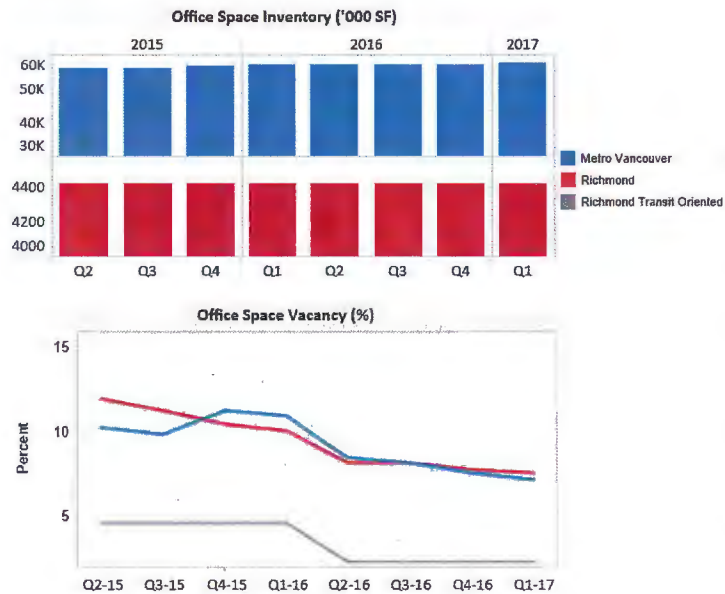 Office Space Inventory ('000 SF)
2015 2016 2017
60K
50K
40K
30K
4400
4200
4000
Q2 Q3 Q4 Q1 Q2 Q3 Q4 Q1
Metro Vancouver
Richmond
Richmond Transit Oriented
Office Space Vacancy (%)
15
10
5
Percent
Q2-15 Q3-15 Q4-15 Q1-16 Q2-16 Q3-16 Q4-16 Q1-17